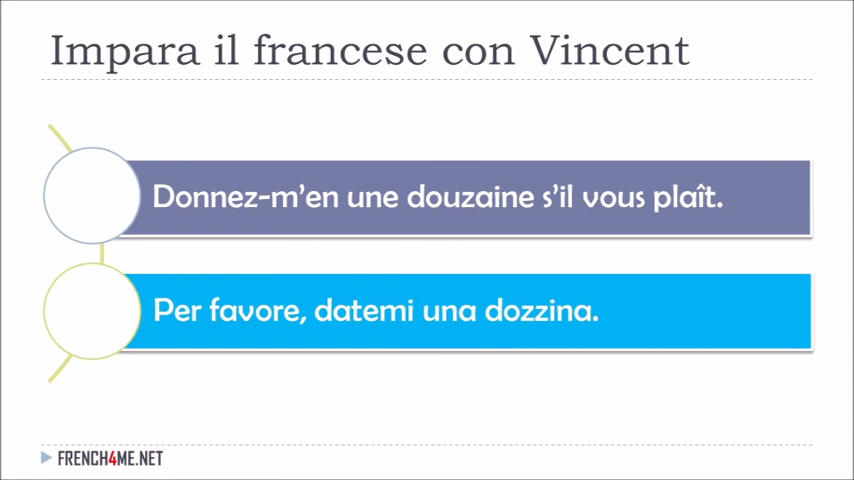 Impara il francese con Vincent
Donnez-m’en une douzaine s’il vous plaît.
Per favore, datemi una dozzina.
FRENCH4ME.NET